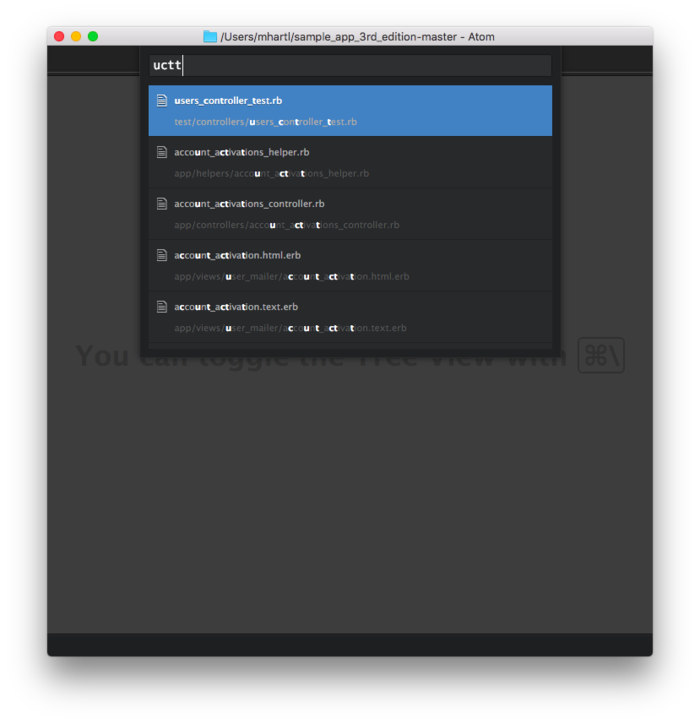 /Users/mhartl/sample_app_3rd_edition-master - Atom
uctt
users_controller_test.rb
test/controllers/users_controller_test.rb
account_activations_helper.rb
app/helpers/account_activations_helper.rb
account_activations_controller.rb
app/controllers/account_activations_controller.rb
account_activation.html.erb
app/views/user_mailer/account_activation.html.erb
account_activation.text.erb
app/views/user_mailer/account_activation.text.erb
You can toggle the Tree View with ⌘\